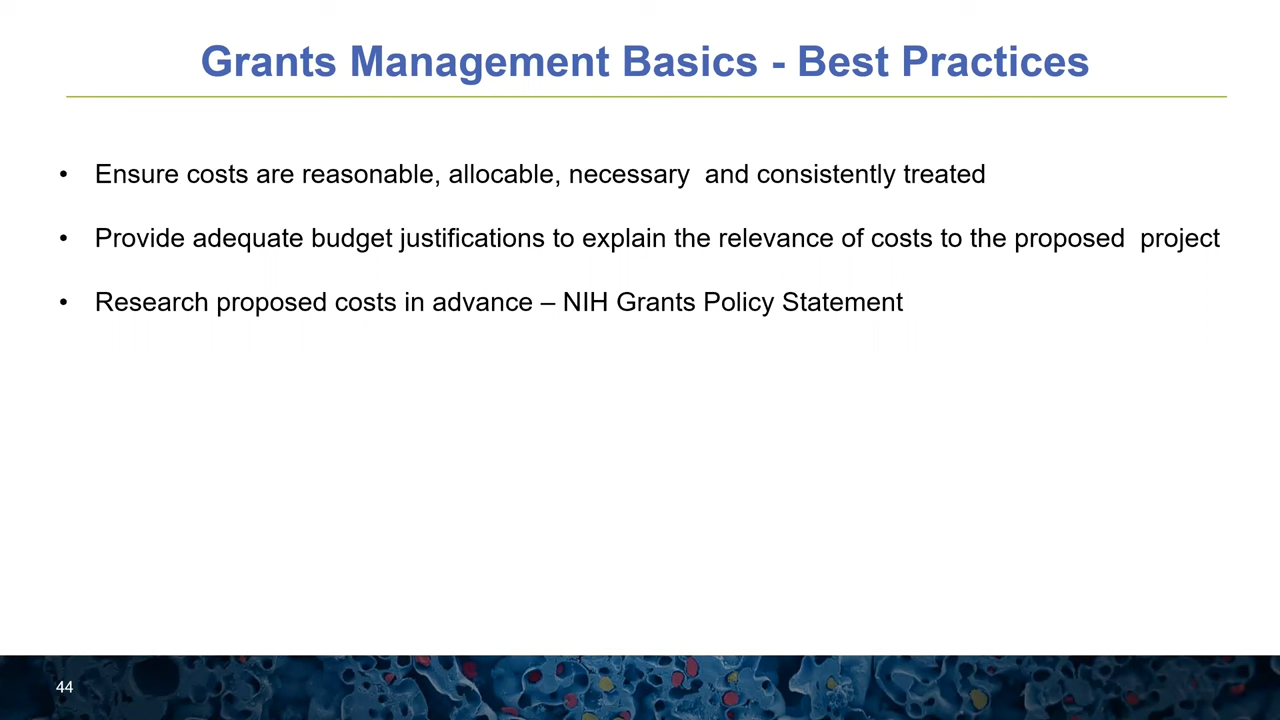 Grants Management Basics - Best Practices
• Ensure costs are reasonable, allocable, necessary  and consistently treated
• Provide adequate budget justifications to explain the relevance of costs to the proposed  project
• Research proposed costs in advance – NIH Grants Policy Statement
44